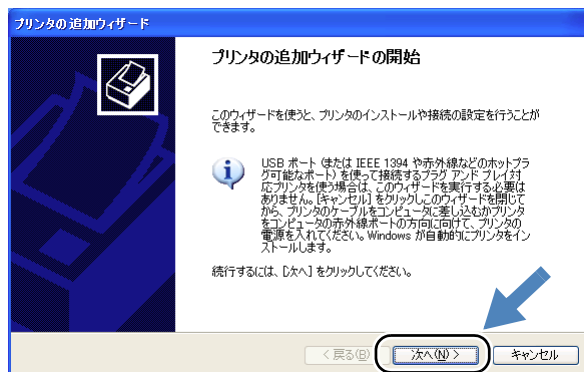 プリンタの追加ウィザード
プリンタの追加ウィザードの開始
このウィザードを使うと、プリンタのインストールや接続の設定を行うことが
できます。
USB ポート (または IEEE 1394 や赤外線などのホットプラ
グ可能なポート) を使って接続するプラグ アンド プレイ対
応プリンタを使う場合は、このウィザードを実行する必要は
ありません。[キャンセル] をクリックしこのウィザードを閉じて
から、プリンタのケーブルをコンピュータに差し込むかプリンタ
をコンピュータの赤外線ポートの方向に向けて、プリンタの
電源を入れてください。Windows が自動的にプリンタをイン
ストールします。
続行するには、[次へ] をクリックしてください。
< 戻る(B)
次へ(N) >
キャンセル